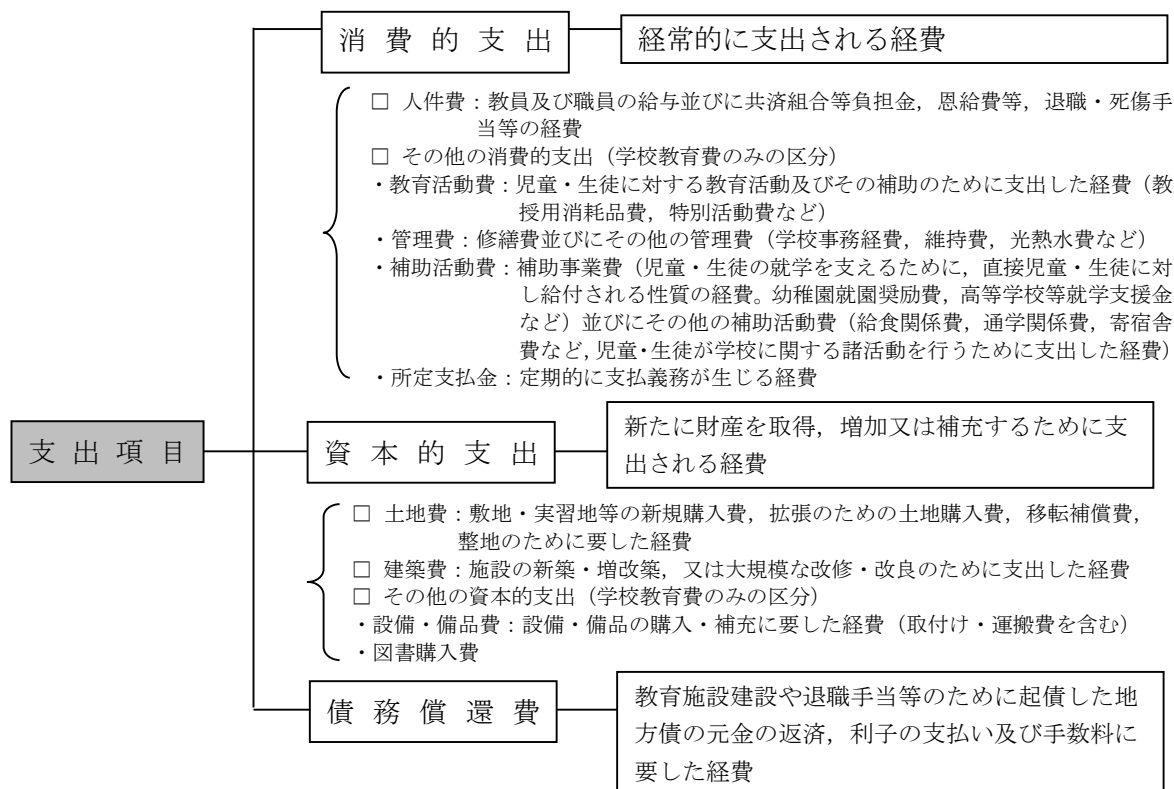 消費的支出
経常的に支出される経費
□ 人件費：教員及び職員の給与並びに共済組合等負担金，恩給費等，退職・死傷手
当等の経費
□ その他の消費的支出（学校教育費のみの区分）
・教育活動費：児童・生徒に対する教育活動及びその補助のために支出した経費（教
授用消耗品費，特別活動費など）
・管理費：修繕費並びにその他の管理費（学校事務経費，維持費，光熱水費など）
・補助活動費：補助事業費（児童・生徒の就学を支えるために，直接児童・生徒に対
し給付される性質の経費。幼稚園就園奨励費，高等学校等就学支援金
など）並びにその他の補助活動費（給食関係費，通学関係費，寄宿舎
費など，児童・生徒が学校に関する諸活動を行うために支出した経費）
・所定支払金：定期的に支払義務が生じる経費
支出項目
資本的支出
新たに財産を取得，増加又は補充するために支
出される経費
□ 土地費：敷地・実習地等の新規購入費，拡張のための土地購入費，移転補償費，
整地のために要した経費
□ 建築費：施設の新築・増改築，又は大規模な改修・改良のために支出した経費
□ その他の資本的支出（学校教育費のみの区分）
・設備・備品費：設備・備品の購入・補充に要した経費（取付け・運搬費を含む）
・図書購入費
債務償還費
教育施設建設や退職手当等のために起債した地
方債の元金の返済，利子の支払い及び手数料に
要した経費